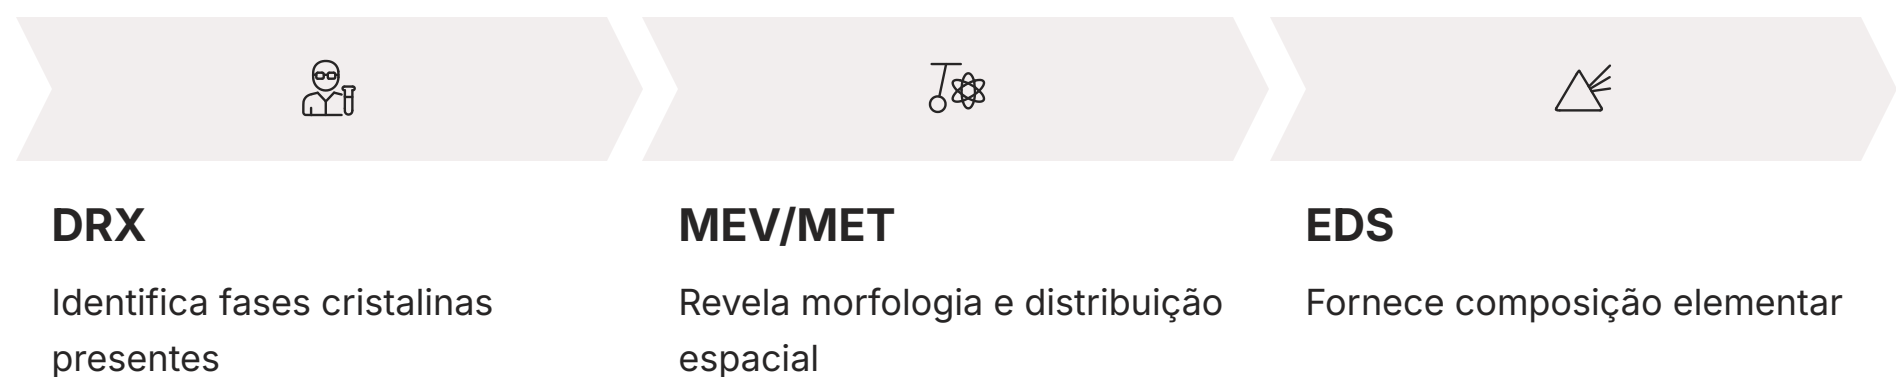 DRX
Identifica fases cristalinas
presentes
MEV/MET
Revela morfologia e distribuição
espacial
EDS
Fornece composição elementar